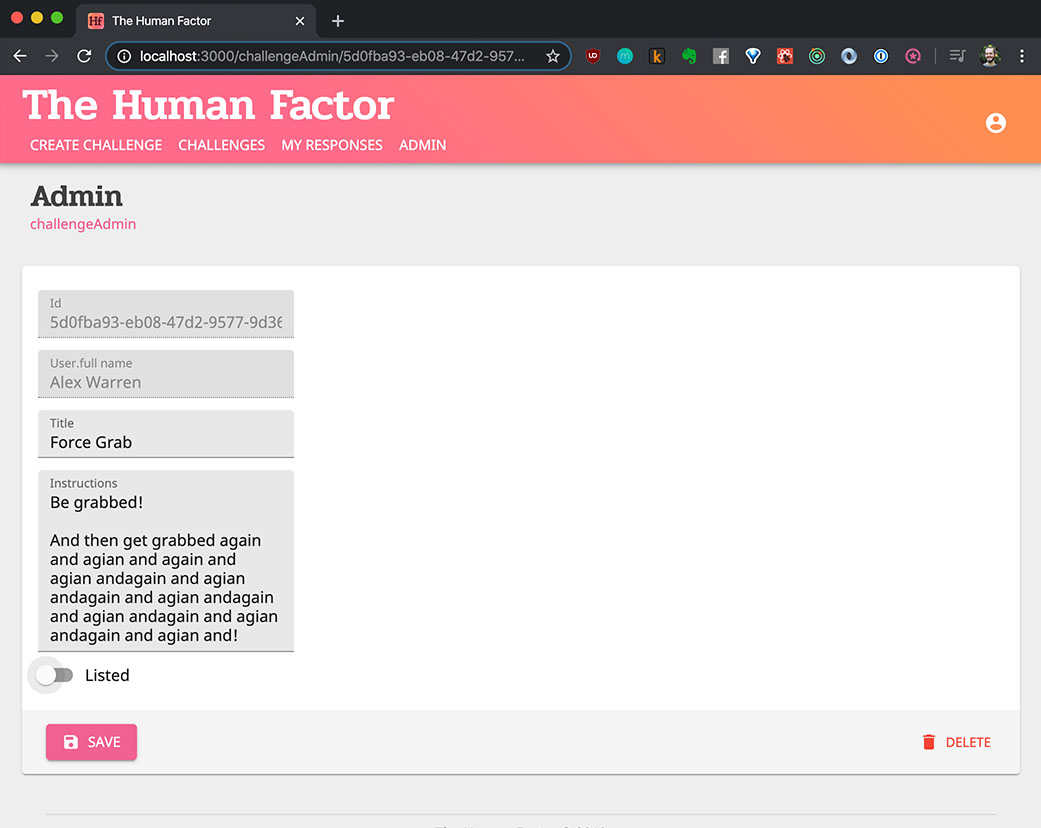 The Human Factor
localhost:3000/challengeAdmin/5d0fba93-eb08-47d2-957...
The Human Factor
CREATE CHALLENGE CHALLENGES MY RESPONSES ADMIN
Admin
challengeAdmin
Id
5d0fba93-eb08-47d2-9577-9d36
User.full name
Alex Warren
Title
Force Grab
Instructions
Be grabbed!
And then get grabbed again
and agian and again and
agian andagain and agian
andagain and agian andagain
and agian andagain and agian
andagain and agian and!
Listed
SAVE
DELETE